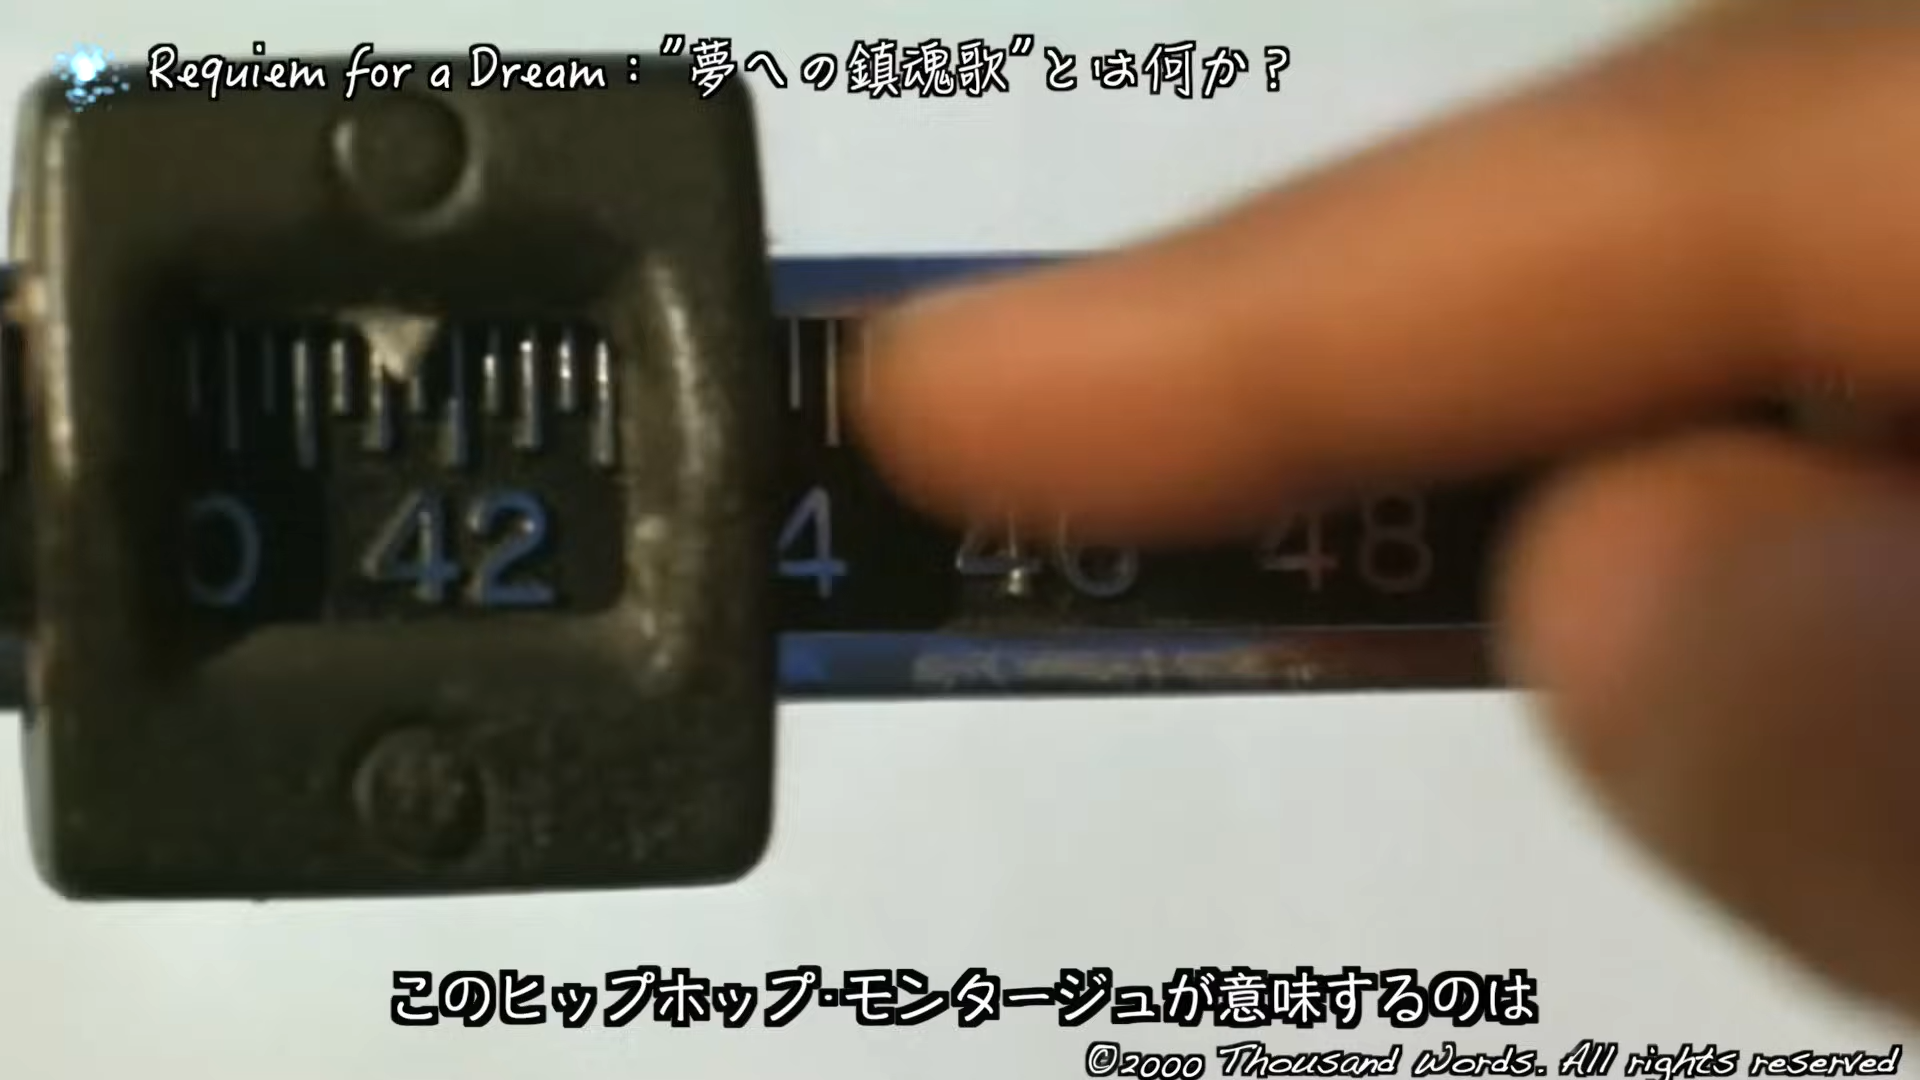 Requiem for a Dream："夢への鎮魂歌"とは何か？
0 42 4 46 48
このヒップホップ・モンタージュが意味するのは
©2000 Thousand Words. All rights reserved